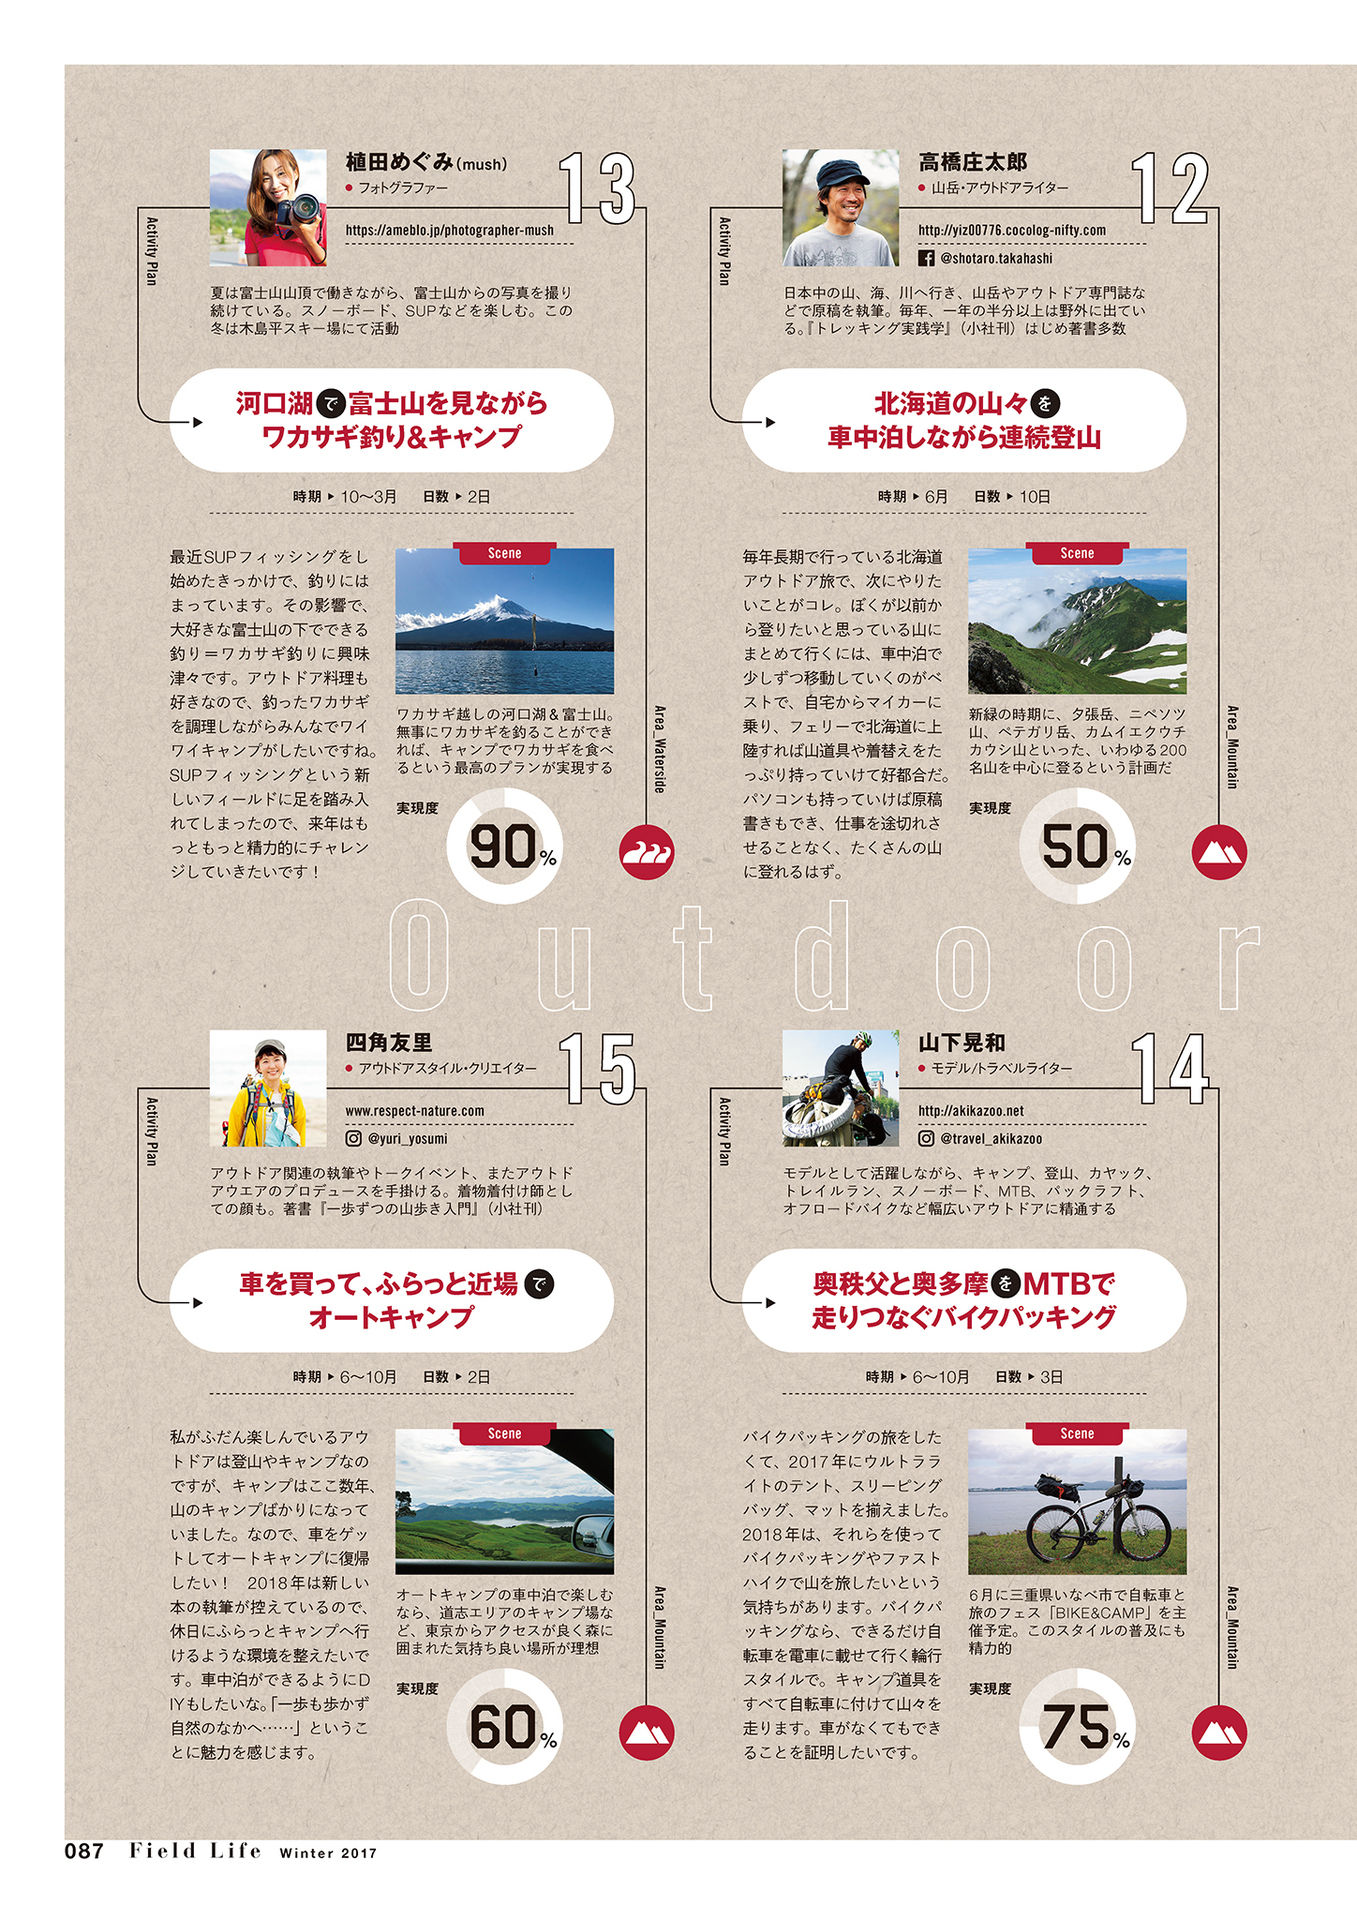 高橋庄太郎
山岳・アウトドアライター
12
Activity Plan
http://yiz00776.cocolog-nifty.com
@shotaro.takahashi
日本中の山、海、川へ行き、山岳やアウトドア専門誌な
どで原稿を執筆。毎年、一年の半分以上は野外に出てい
る。『トレッキング実践学』（小社刊）はじめ著書多数
北海道の山々を
車中泊しながら連続登山
時期 ▶ 6月　日数 ▶ 10日
毎年長期で行っている北海道
アウトドア旅で、次にやりた
いことがコレ。ぼくが以前か
ら登りたいと思っている山に
まとめて行くには、車中泊で
少しずつ移動していくのがベ
ストで、自宅からマイカーに
乗り、フェリーで北海道に上
陸すれば山道具や着替えをた
っぷり持っていけて好都合だ。
パソコンも持っていけば原稿
書きもでき、仕事を途切れさ
せることなく、たくさんの山
に登れるはず。
Scene
新緑の時期に、夕張岳、ニペソツ
山、ペテガリ岳、カムイエクウチ
カウシ山といった、いわゆる200
名山を中心に登るという計画だ
実現度
50%
Area_Mountain
植田めぐみ（mush）
フォトグラファー
13
Activity Plan
https://ameblo.jp/photographer-mush
夏は富士山山頂で働きながら、富士山からの写真を撮り
続けている。スノーボード、SUPなどを楽しむ。この
冬は木島平スキー場にて活動
河口湖で富士山を見ながら
ワカサギ釣り&キャンプ
時期 ▶ 10〜3月　日数 ▶ 2日
最近SUPフィッシングをし
始めたきっかけで、釣りには
まっています。その影響で、
大好きな富士山の下でできる
釣り＝ワカサギ釣りに興味
津々です。アウトドア料理も
好きなので、釣ったワカサギ
を調理しながらみんなでワイ
ワイキャンプがしたいですね。
SUPフィッシングという新
しいフィールドに足を踏み入
れてしまったので、来年はも
っともっと精力的にチャレン
ジしていきたいです！
Scene
ワカサギ越しの河口湖＆富士山。
無事にワカサギを釣ることができ
れば、キャンプでワカサギを食べ
るという最高のプランが実現する
実現度
90%
Area_Waterside
Outdoor
山下晃和
モデル/トラベルライター
14
Activity Plan
http://akikazoo.net
@travel_akikazoo
モデルとして活躍しながら、キャンプ、登山、カヤック、
トレイルラン、スノーボード、MTB、パックラフト、
オフロードバイクなど幅広いアウトドアに精通する
奥秩父と奥多摩をMTBで
走りつなぐバイクパッキング
時期 ▶ 6〜10月　日数 ▶ 3日
バイクパッキングの旅をした
くて、2017年にウルトララ
イトのテント、スリーピング
バッグ、マットを揃えました。
2018年は、それらを使って
バイクパッキングやファスト
ハイクで山を旅したいという
気持ちがあります。バイクパ
ッキングなら、できるだけ自
転車を電車に載せて行く輪行
スタイルで。キャンプ道具を
すべて自転車に付けて山々を
走ります。車がなくてもでき
ることを証明したいです。
Scene
6月に三重県いなべ市で自転車と
旅のフェス「BIKE&CAMP」を主
催予定。このスタイルの普及にも
精力的
実現度
75%
Area_Mountain
四角友里
アウトドアスタイル・クリエイター
15
Activity Plan
www.respect-nature.com
@yuri_yosumi
アウトドア関連の執筆やトークイベント、またアウトド
アウエアのプロデュースを手掛ける。着物着付け師とし
ての顔も。著書『一歩ずつの山歩き入門』（小社刊）
車を買って、ふらっと近場で
オートキャンプ
時期 ▶ 6〜10月　日数 ▶ 2日
私がふだん楽しんでいるアウ
トドアは登山やキャンプなの
ですが、キャンプはここ数年、
山のキャンプばかりになって
いました。なので、車をゲッ
トしてオートキャンプに復帰
したい！　2018年は新しい
本の執筆が控えているので、
休日にふらっとキャンプへ行
けるような環境を整えたいで
す。車中泊ができるようにD
IYもしたいな。「一歩も歩かず
自然のなかへ……」というこ
とに魅力を感じます。
Scene
オートキャンプの車中泊で楽しむ
なら、道志エリアのキャンプ場な
ど、東京からアクセスが良く森に
囲まれた気持ち良い場所が理想
実現度
60%
Area_Mountain
087 Field Life Winter 2017